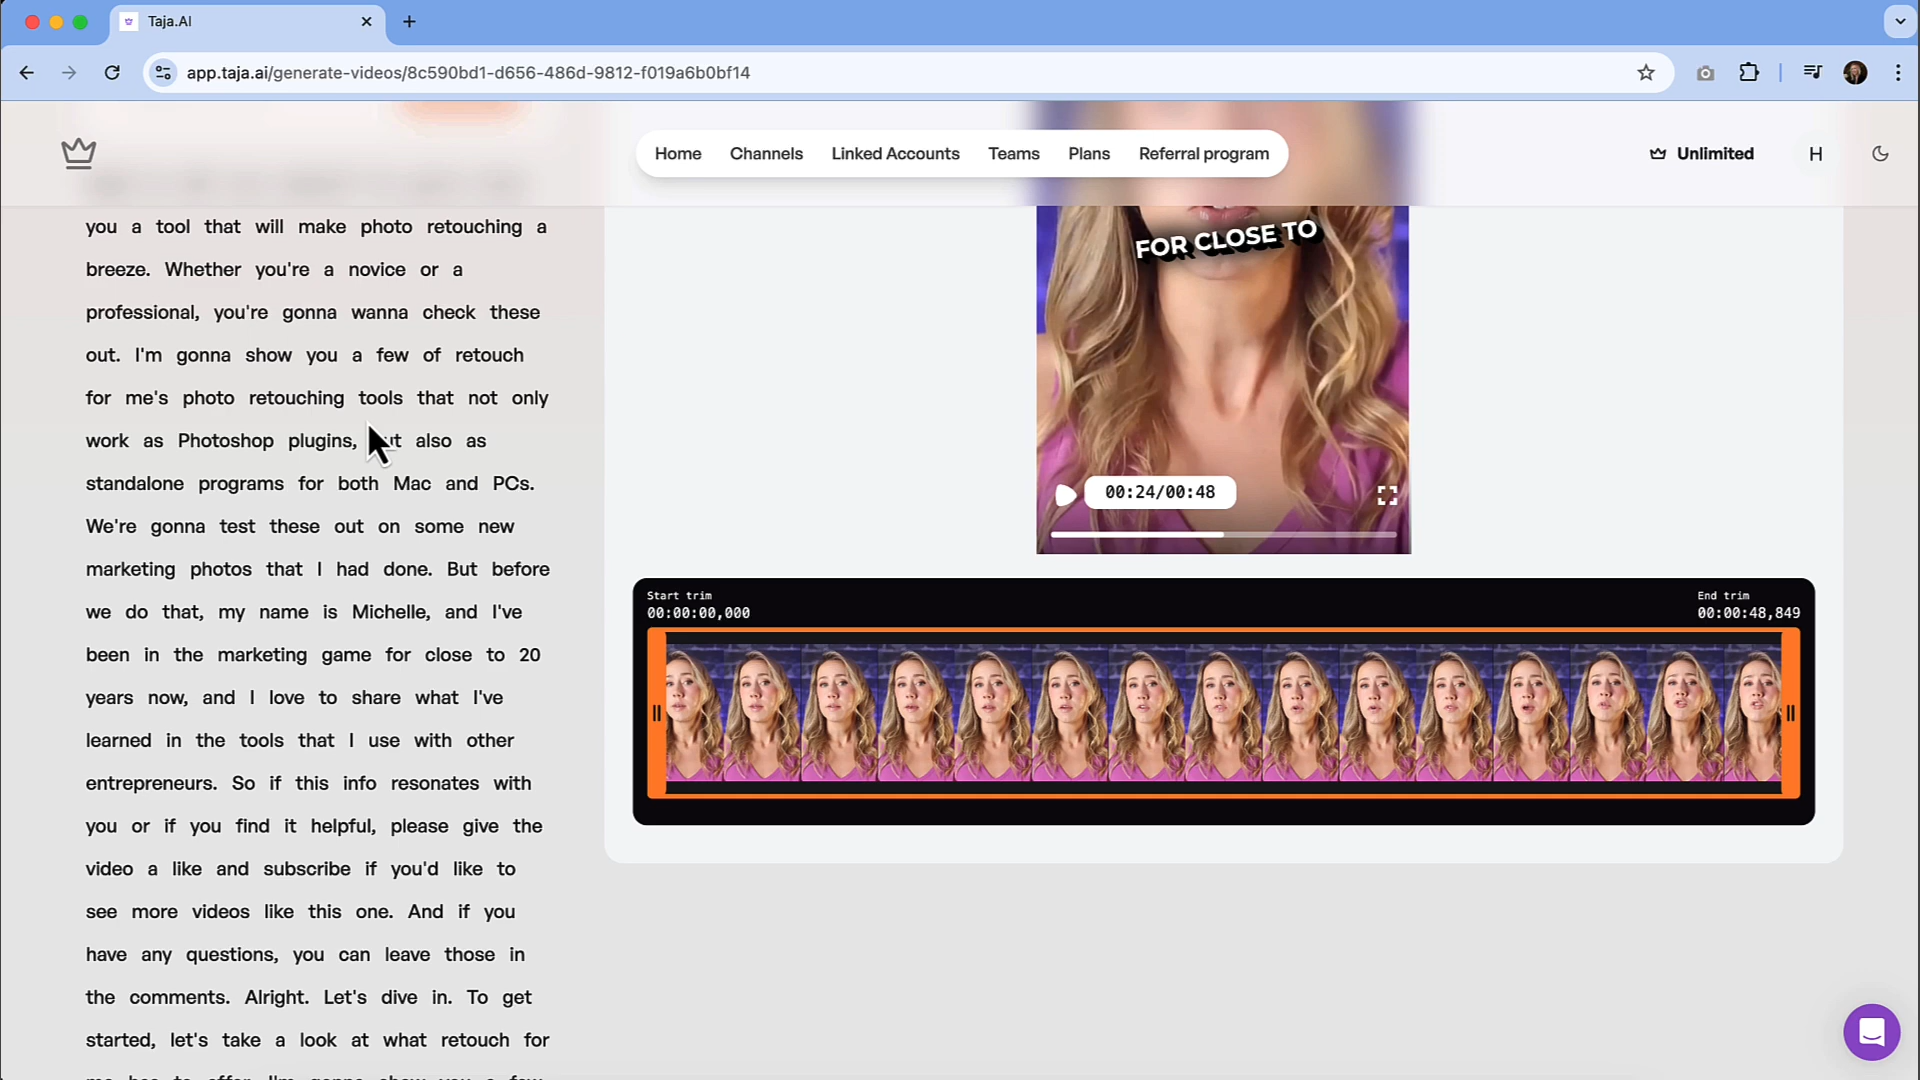 Taja.AI
app.taja.ai/generate-videos/8c590bd1-d656-486d-9812-f019a6b0bf14
Home Channels Linked Accounts Teams Plans Referral program
Unlimited H
you a tool that will make photo retouching a
breeze. Whether you're a novice or a
professional, you're gonna wanna check these
out. I'm gonna show you a few of retouch
for me's photo retouching tools that not only
work as Photoshop plugins, also as
standalone programs for both Mac and PCs.
We're gonna test these out on some new
marketing photos that I had done. But before
we do that, my name is Michelle, and I've
been in the marketing game for close to 20
years now, and I love to share what I've
learned in the tools that I use with other
entrepreneurs. So if this info resonates with
you or if you find it helpful, please give the
video a like and subscribe if you'd like to
see more videos like this one. And if you
have any questions, you can leave those in
the comments. Alright. Let's dive in. To get
started, let's take a look at what retouch for
FOR CLOSE TO
00:24/00:48
Start trim
00:00:00,000
End trim
00:00:48,849